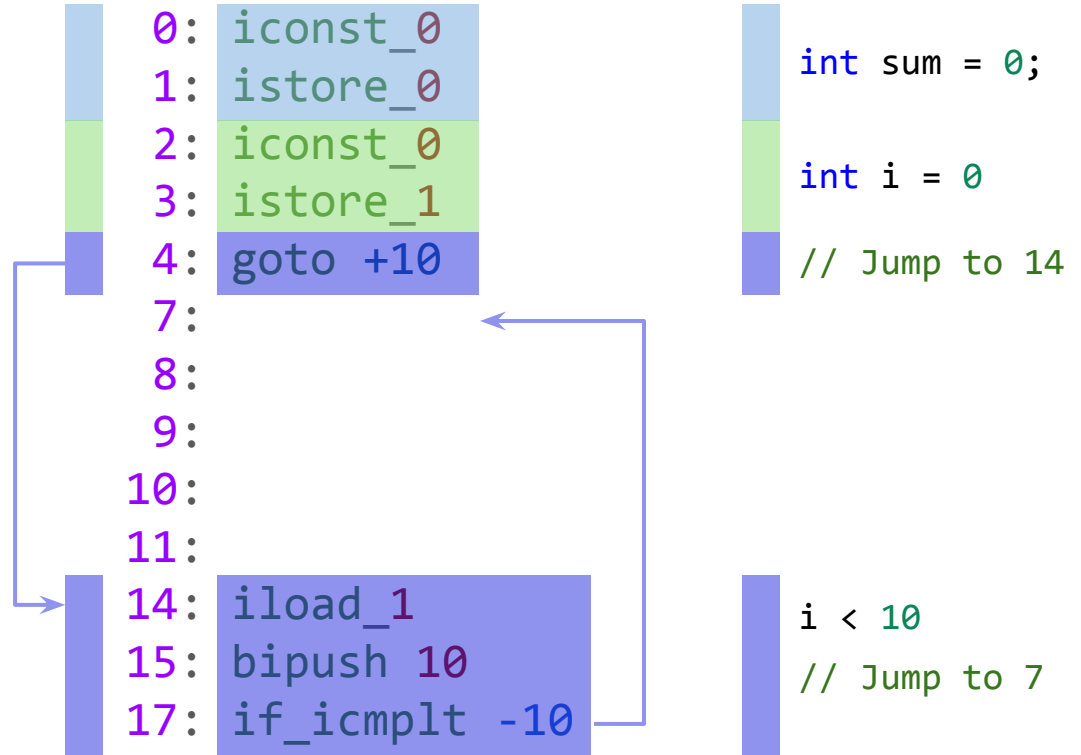 0: iconst_0
1: istore_0
int sum = 0;
2: iconst_0
3: istore_1
int i = 0
4: goto +10
// Jump to 14
7:
8:
9:
10:
11:
14: iload_1
15: bipush 10
17: if_icmplt -10
i < 10
// Jump to 7